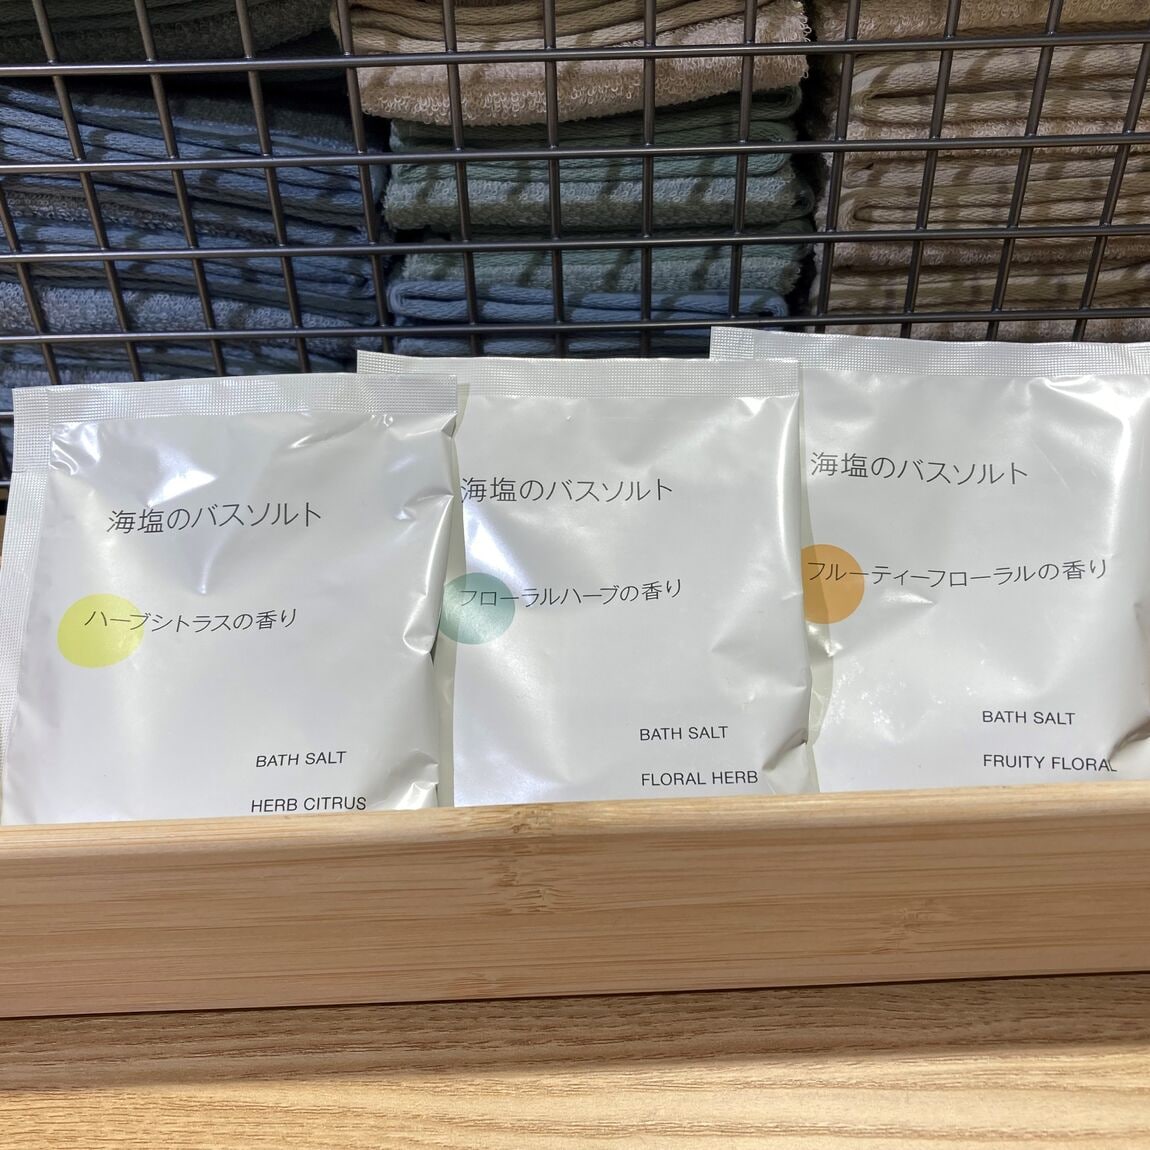 海塩のバスソルト
ハーブシトラスの香り
BATH SALT
HERB CITRUS
海塩のバスソルト
フローラルハーブの香り
BATH SALT
FLORAL HERB
海塩のバスソルト
フルーティーフローラルの香り
BATH SALT
FRUITY FLORAL